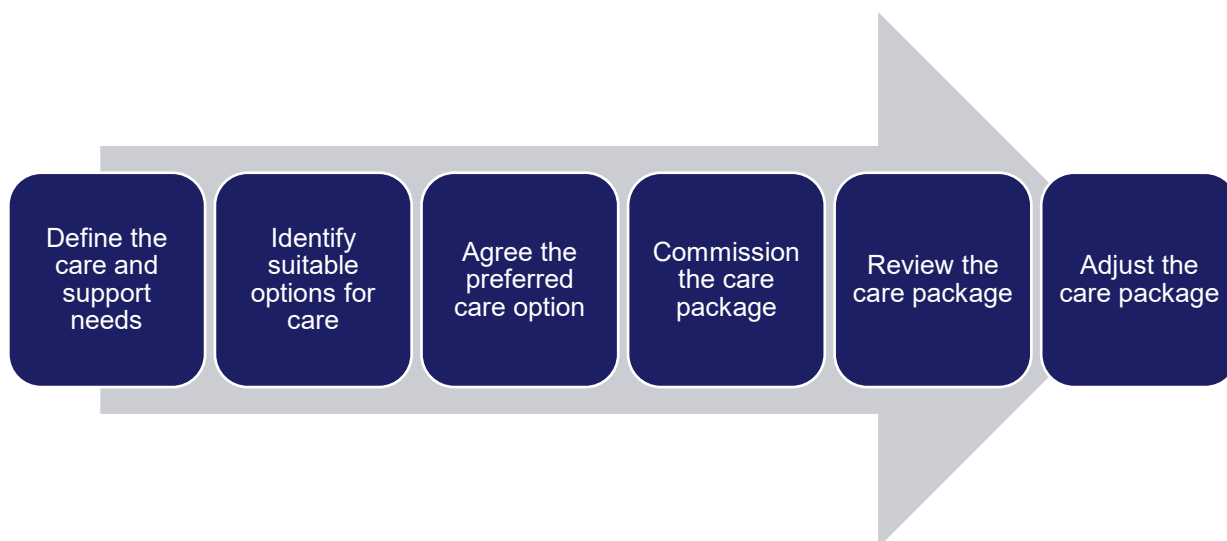 Define the
care and
support
needs
Identify
suitable
options for
care
Agree the
preferred
care option
Commission
the care
package
Review the
care package
Adjust the
care package